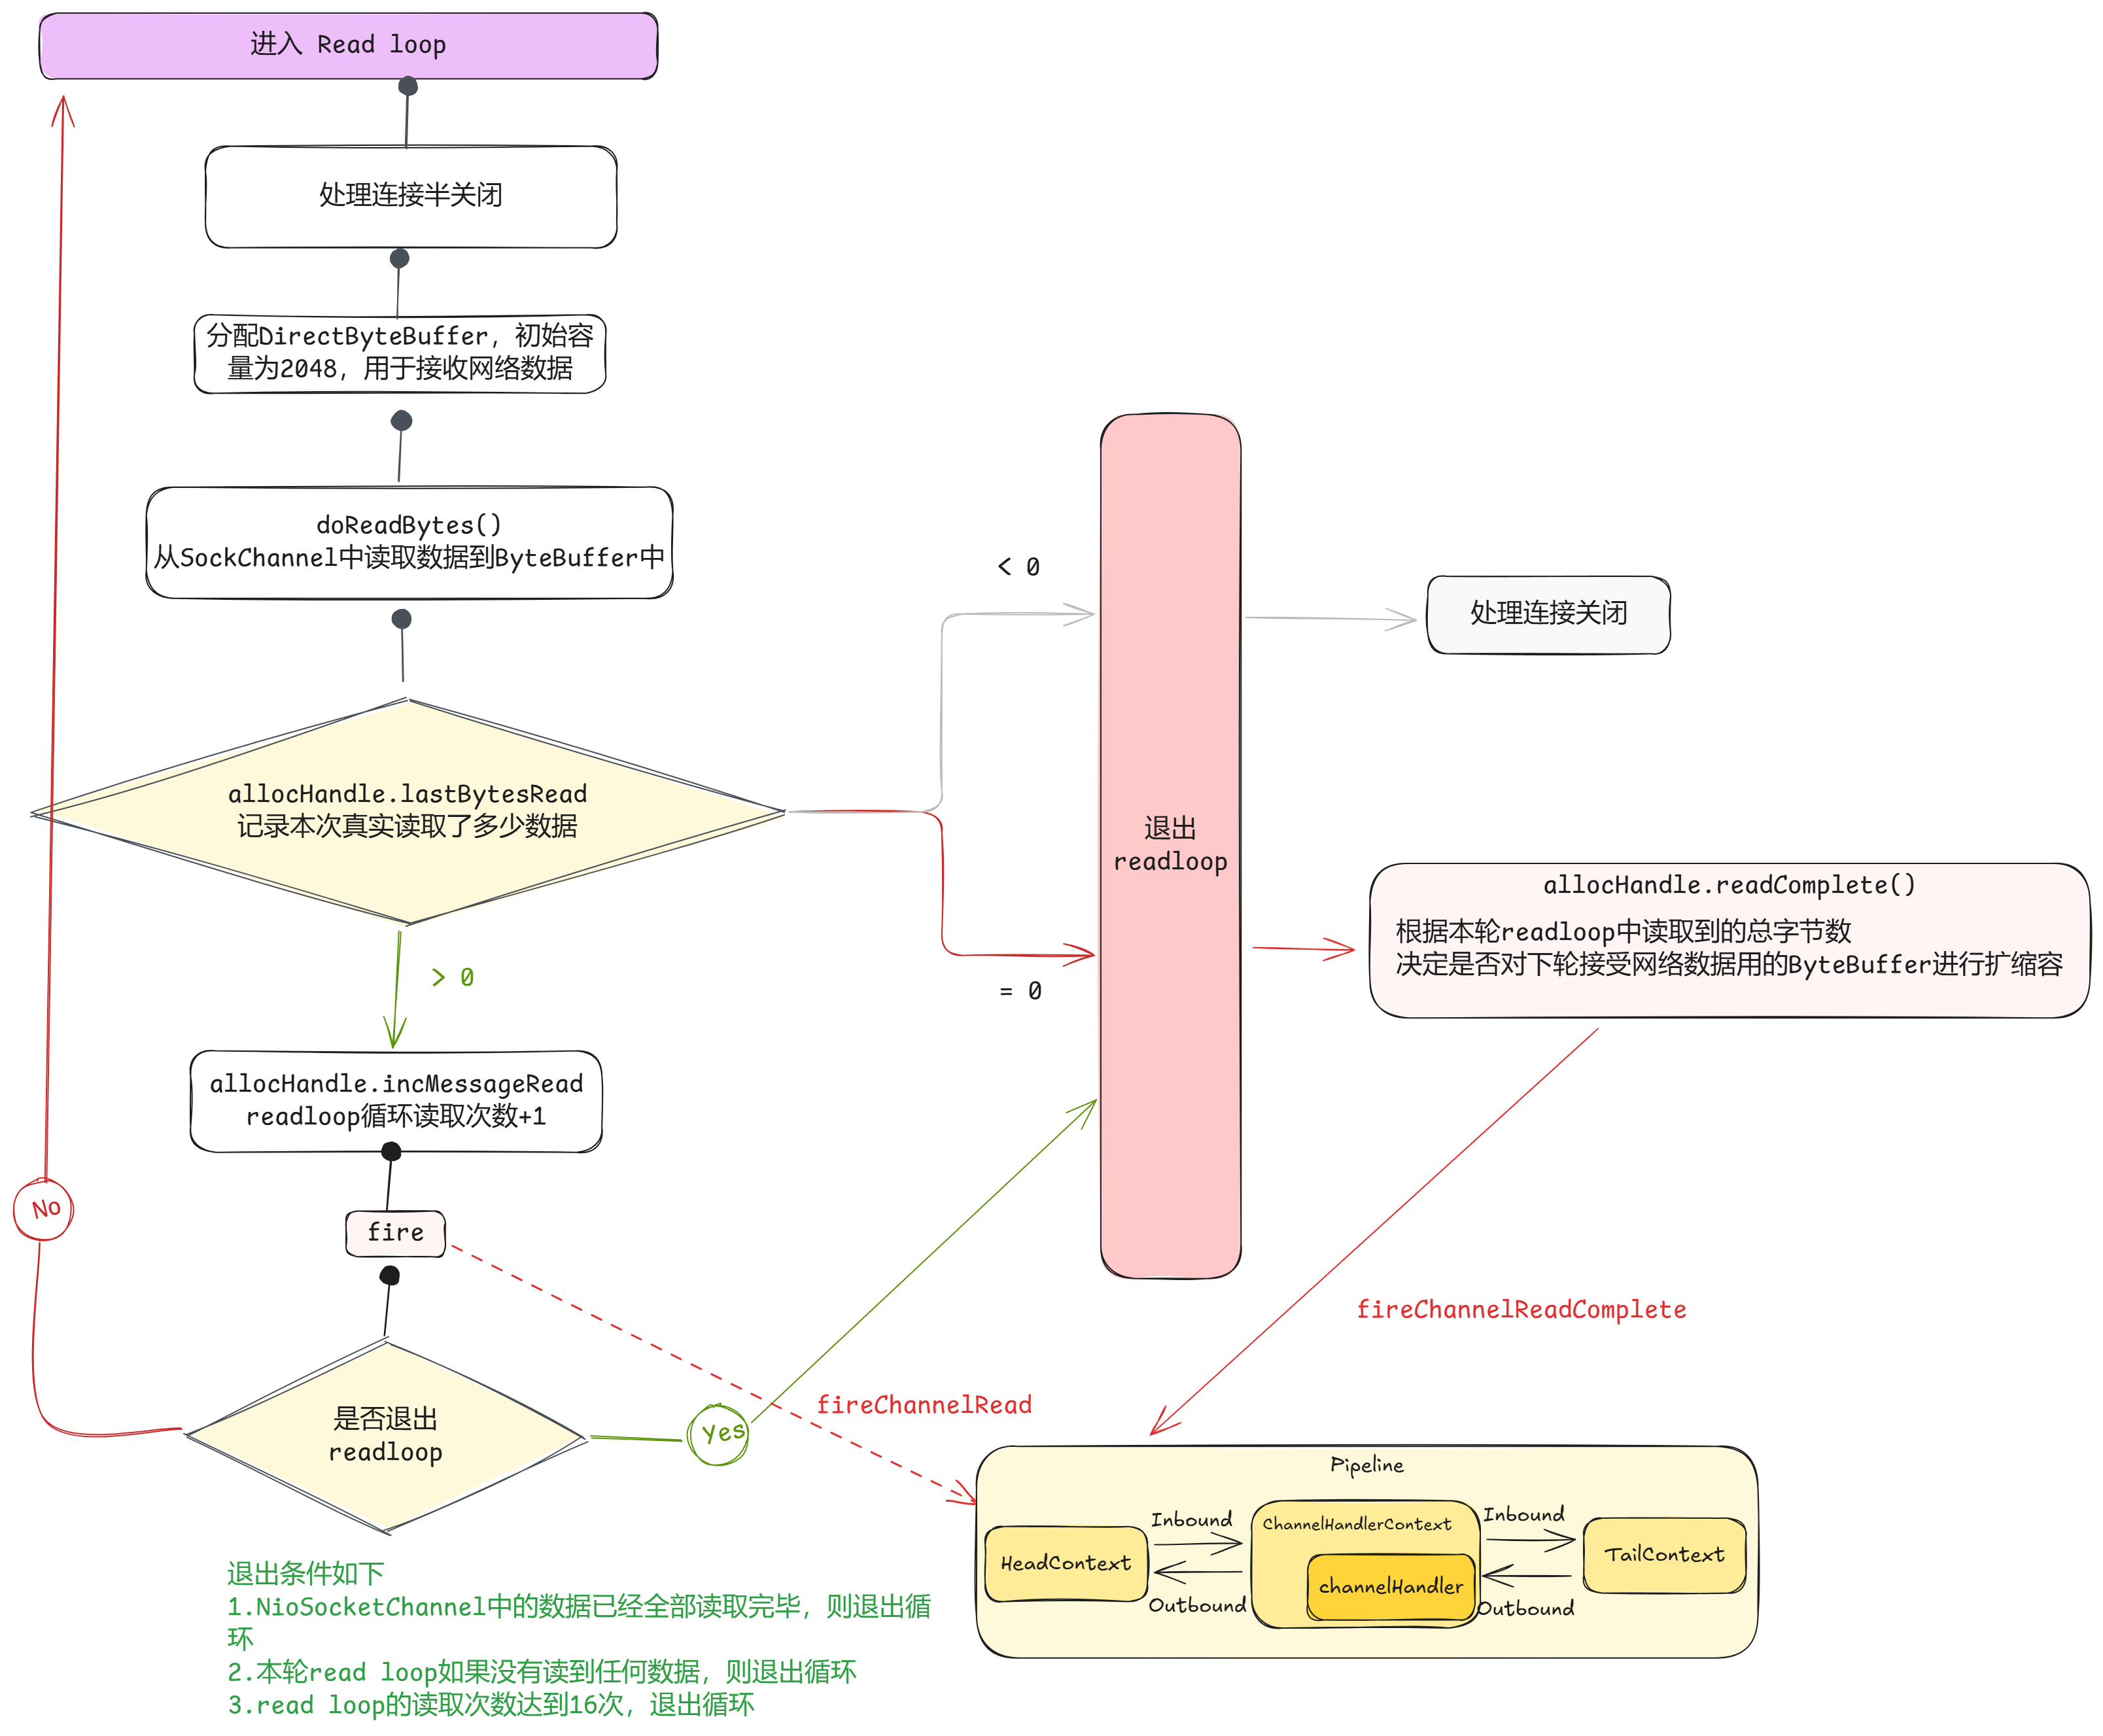 进入 Read loop
处理连接半关闭
分配DirectByteBuffer，初始容
量为2048，用于接收网络数据
doReadBytes()
从SockChannel中读取数据到ByteBuffer中
< 0
处理连接关闭
allocHandle.lastBytesRead
记录本次真实读取了多少数据
退出
readloop
allocHandle.readComplete()
根据本轮readloop中读取到的总字节数
决定是否对下轮接受网络数据用的ByteBuffer进行扩缩容
> 0
= 0
allocHandle.incMessageRead
readloop循环读取次数+1
No
fire
fireChannelReadComplete
fireChannelRead
是否退出
readloop
Yes
Pipeline
Inbound
ChannelHandlerContext
Inbound
HeadContext
channelHandler
TailContext
Outbound
Outbound
退出条件如下
1.NioSocketChannel中的数据已经全部读取完毕，则退出循
环
2.本轮read loop如果没有读到任何数据，则退出循环
3.read loop的读取次数达到16次，退出循环